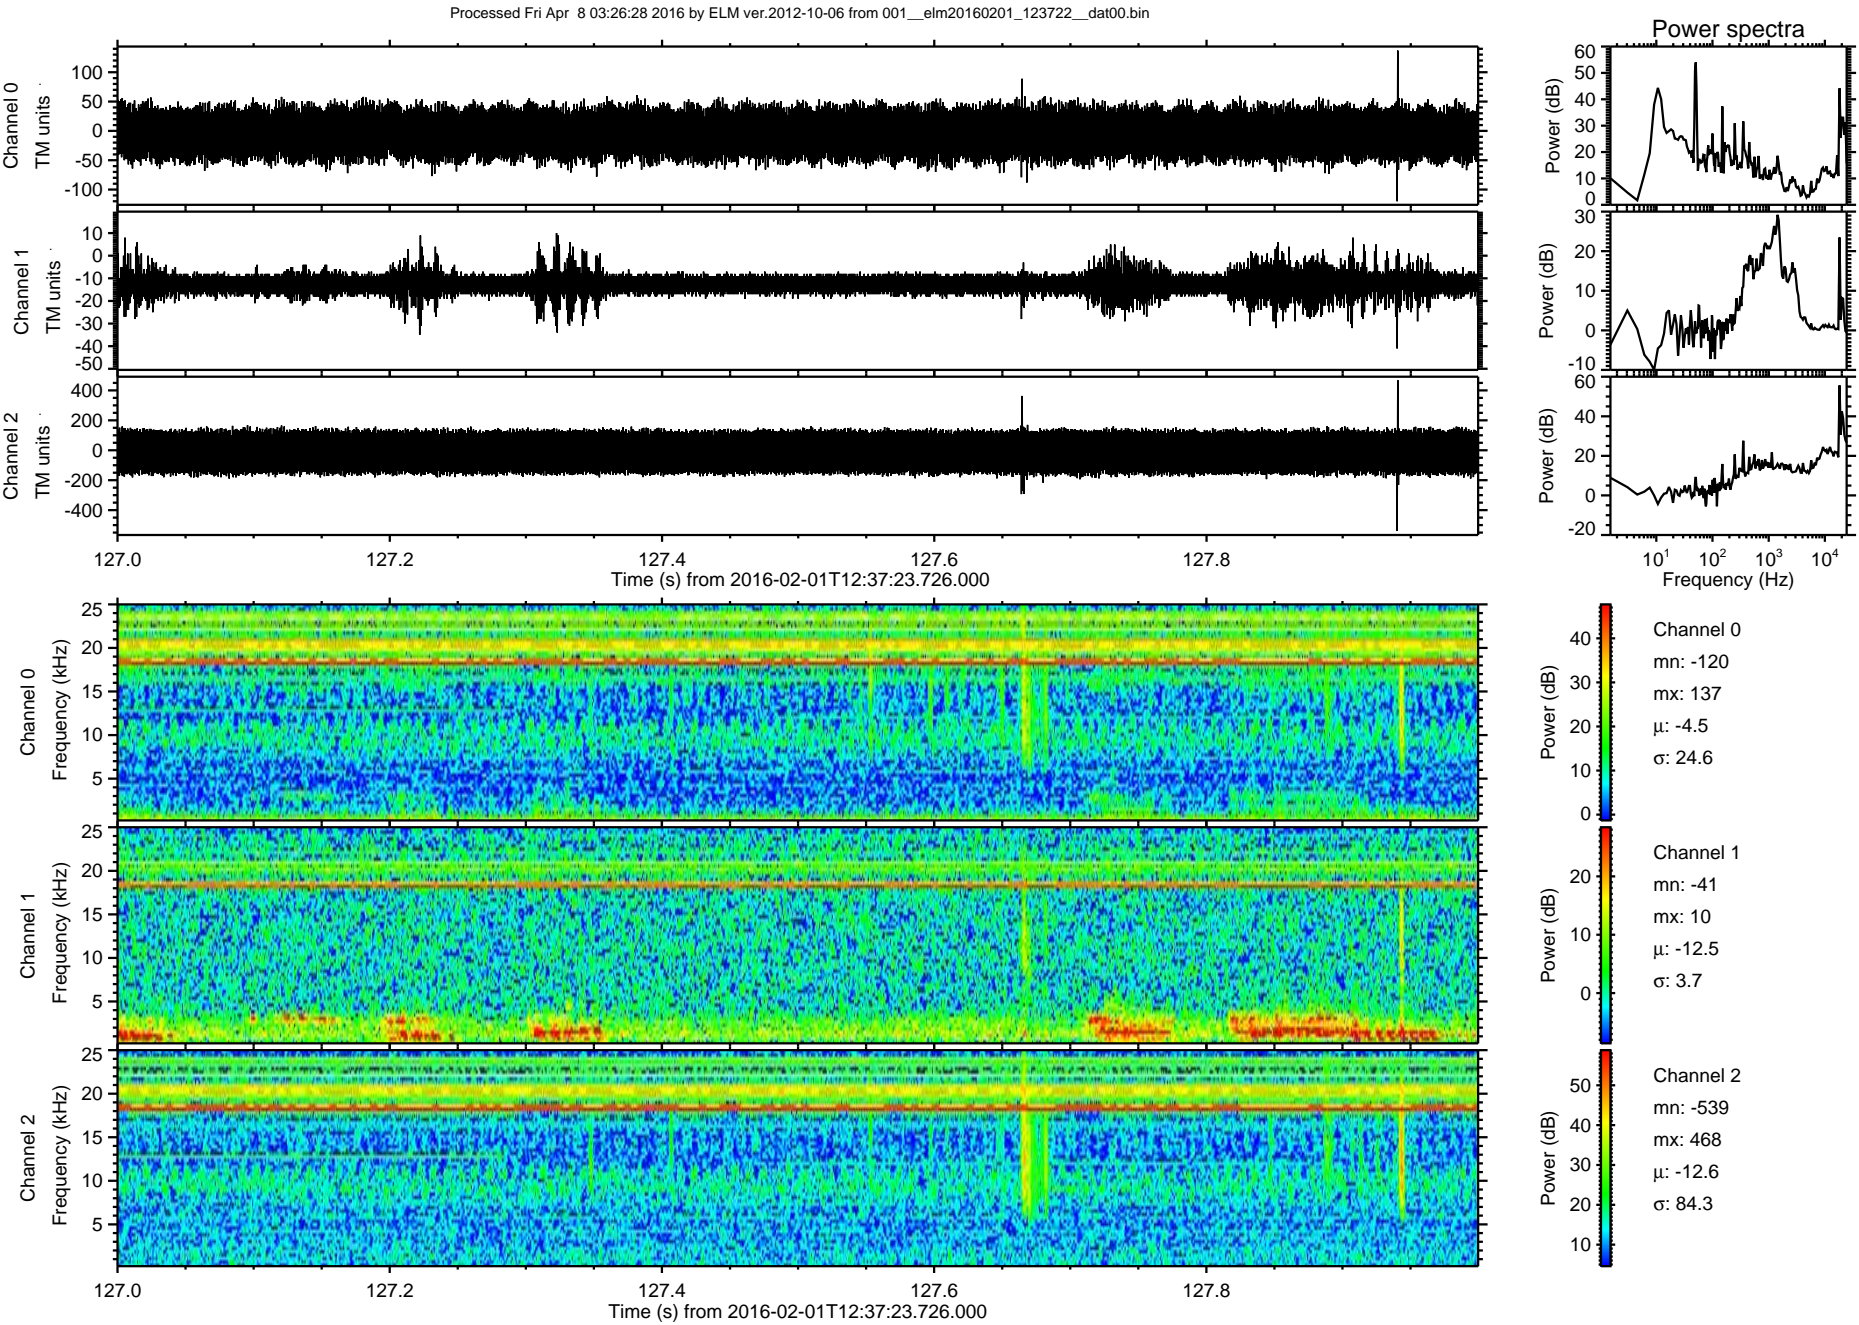 Processed Fri Apr 8 03:26:28 2016 by ELM ver.2012-10-06 from 001__elm20160201_123722__dat00.bin
Power spectra
Channel 0
TM units
100
50
0
-50
-100
Power (dB)
60
50
40
30
20
10
0
Channel 1
TM units
10
0
-10
-20
-30
-40
-50
Power (dB)
30
20
10
0
-10
Channel 2
TM units
400
200
0
-200
-400
Power (dB)
60
40
20
0
-20
127.0 127.2 127.4 127.6 127.8
Time (s) from 2016-02-01T12:37:23.726.000
10¹ 10² 10³ 10⁴
Frequency (Hz)
Channel 0
Frequency (kHz)
25
20
15
10
5
Power (dB)
40
30
20
10
0
Channel 0
mn: -120
mx: 137
μ: -4.5
σ: 24.6
Channel 1
Frequency (kHz)
25
20
15
10
5
Power (dB)
20
10
0
Channel 1
mn: -41
mx: 10
μ: -12.5
σ: 3.7
Channel 2
Frequency (kHz)
25
20
15
10
5
Power (dB)
50
40
30
20
10
Channel 2
mn: -539
mx: 468
μ: -12.6
σ: 84.3
127.0 127.2 127.4 127.6 127.8
Time (s) from 2016-02-01T12:37:23.726.000